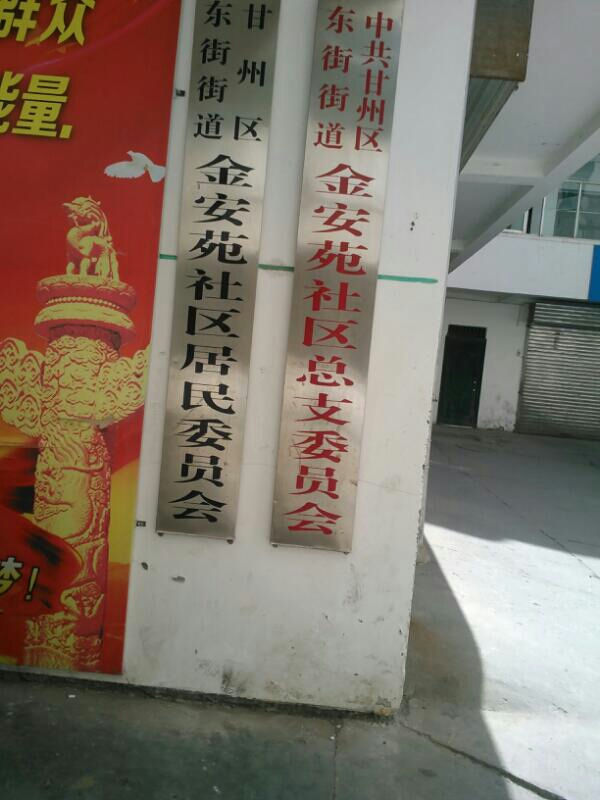 群众
能量,
梦!
甘州区
东街街道
金安苑社区居民委员会
中共甘州区
东街街道
金安苑社区总支委员会